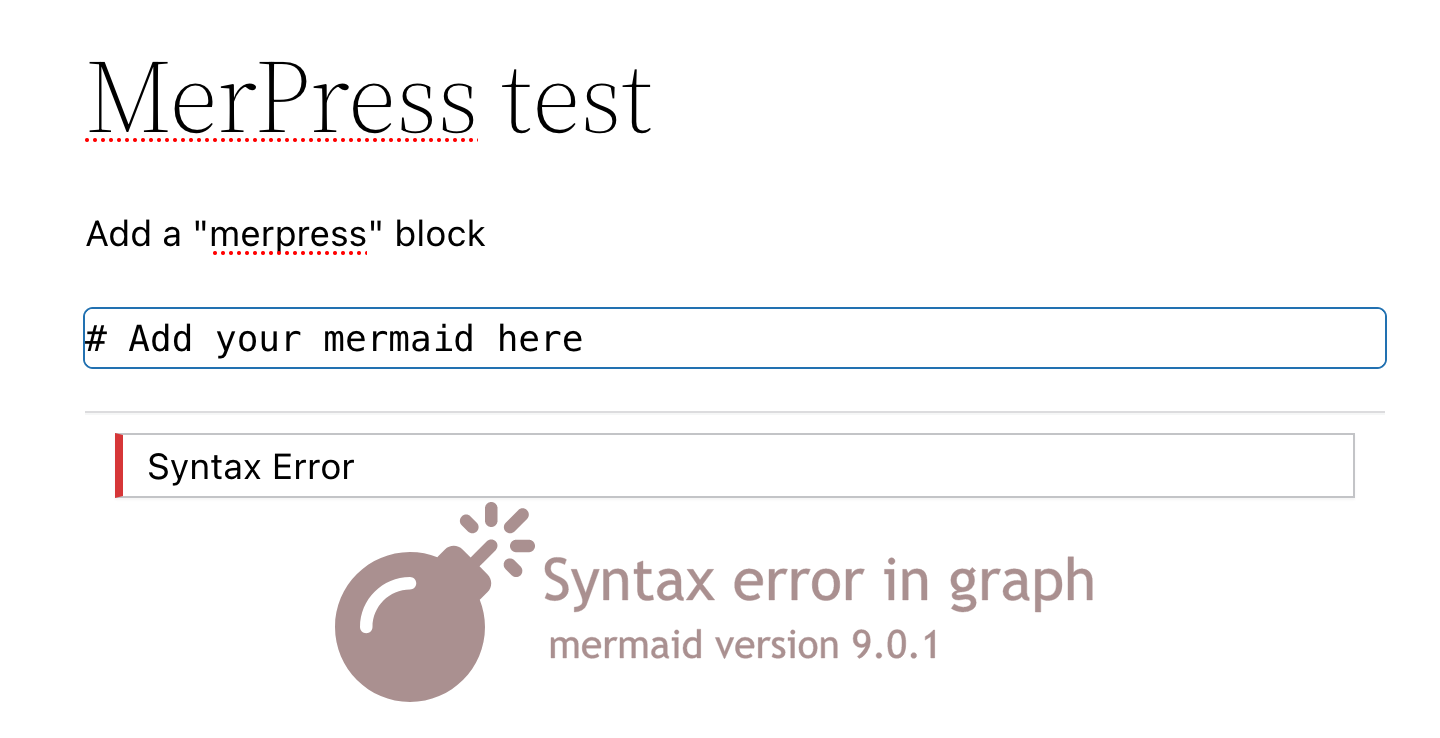 MerPress test
Add a "merpress" block
# Add your mermaid here
Syntax Error
Syntax error in graph
mermaid version 9.0.1